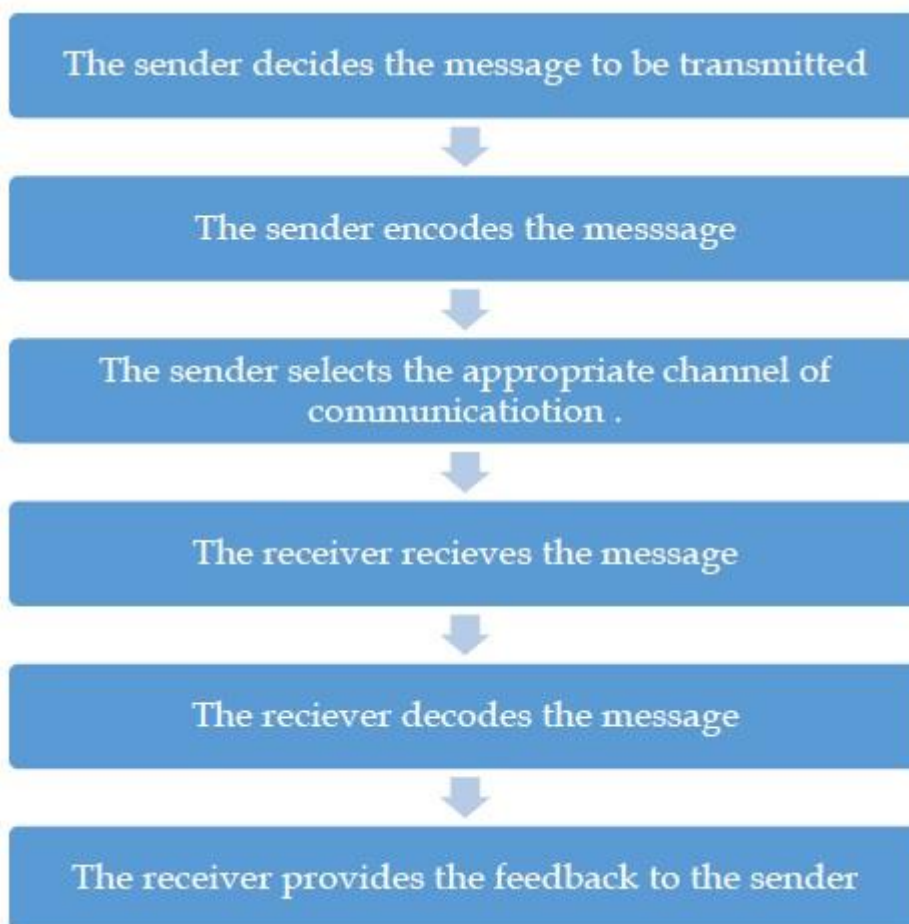 The sender decides the message to be transmitted
The sender encodes the messsage
The sender selects the appropriate channel of
communicatiotion .
The receiver recieves the message
The reciever decodes the message
The receiver provides the feedback to the sender